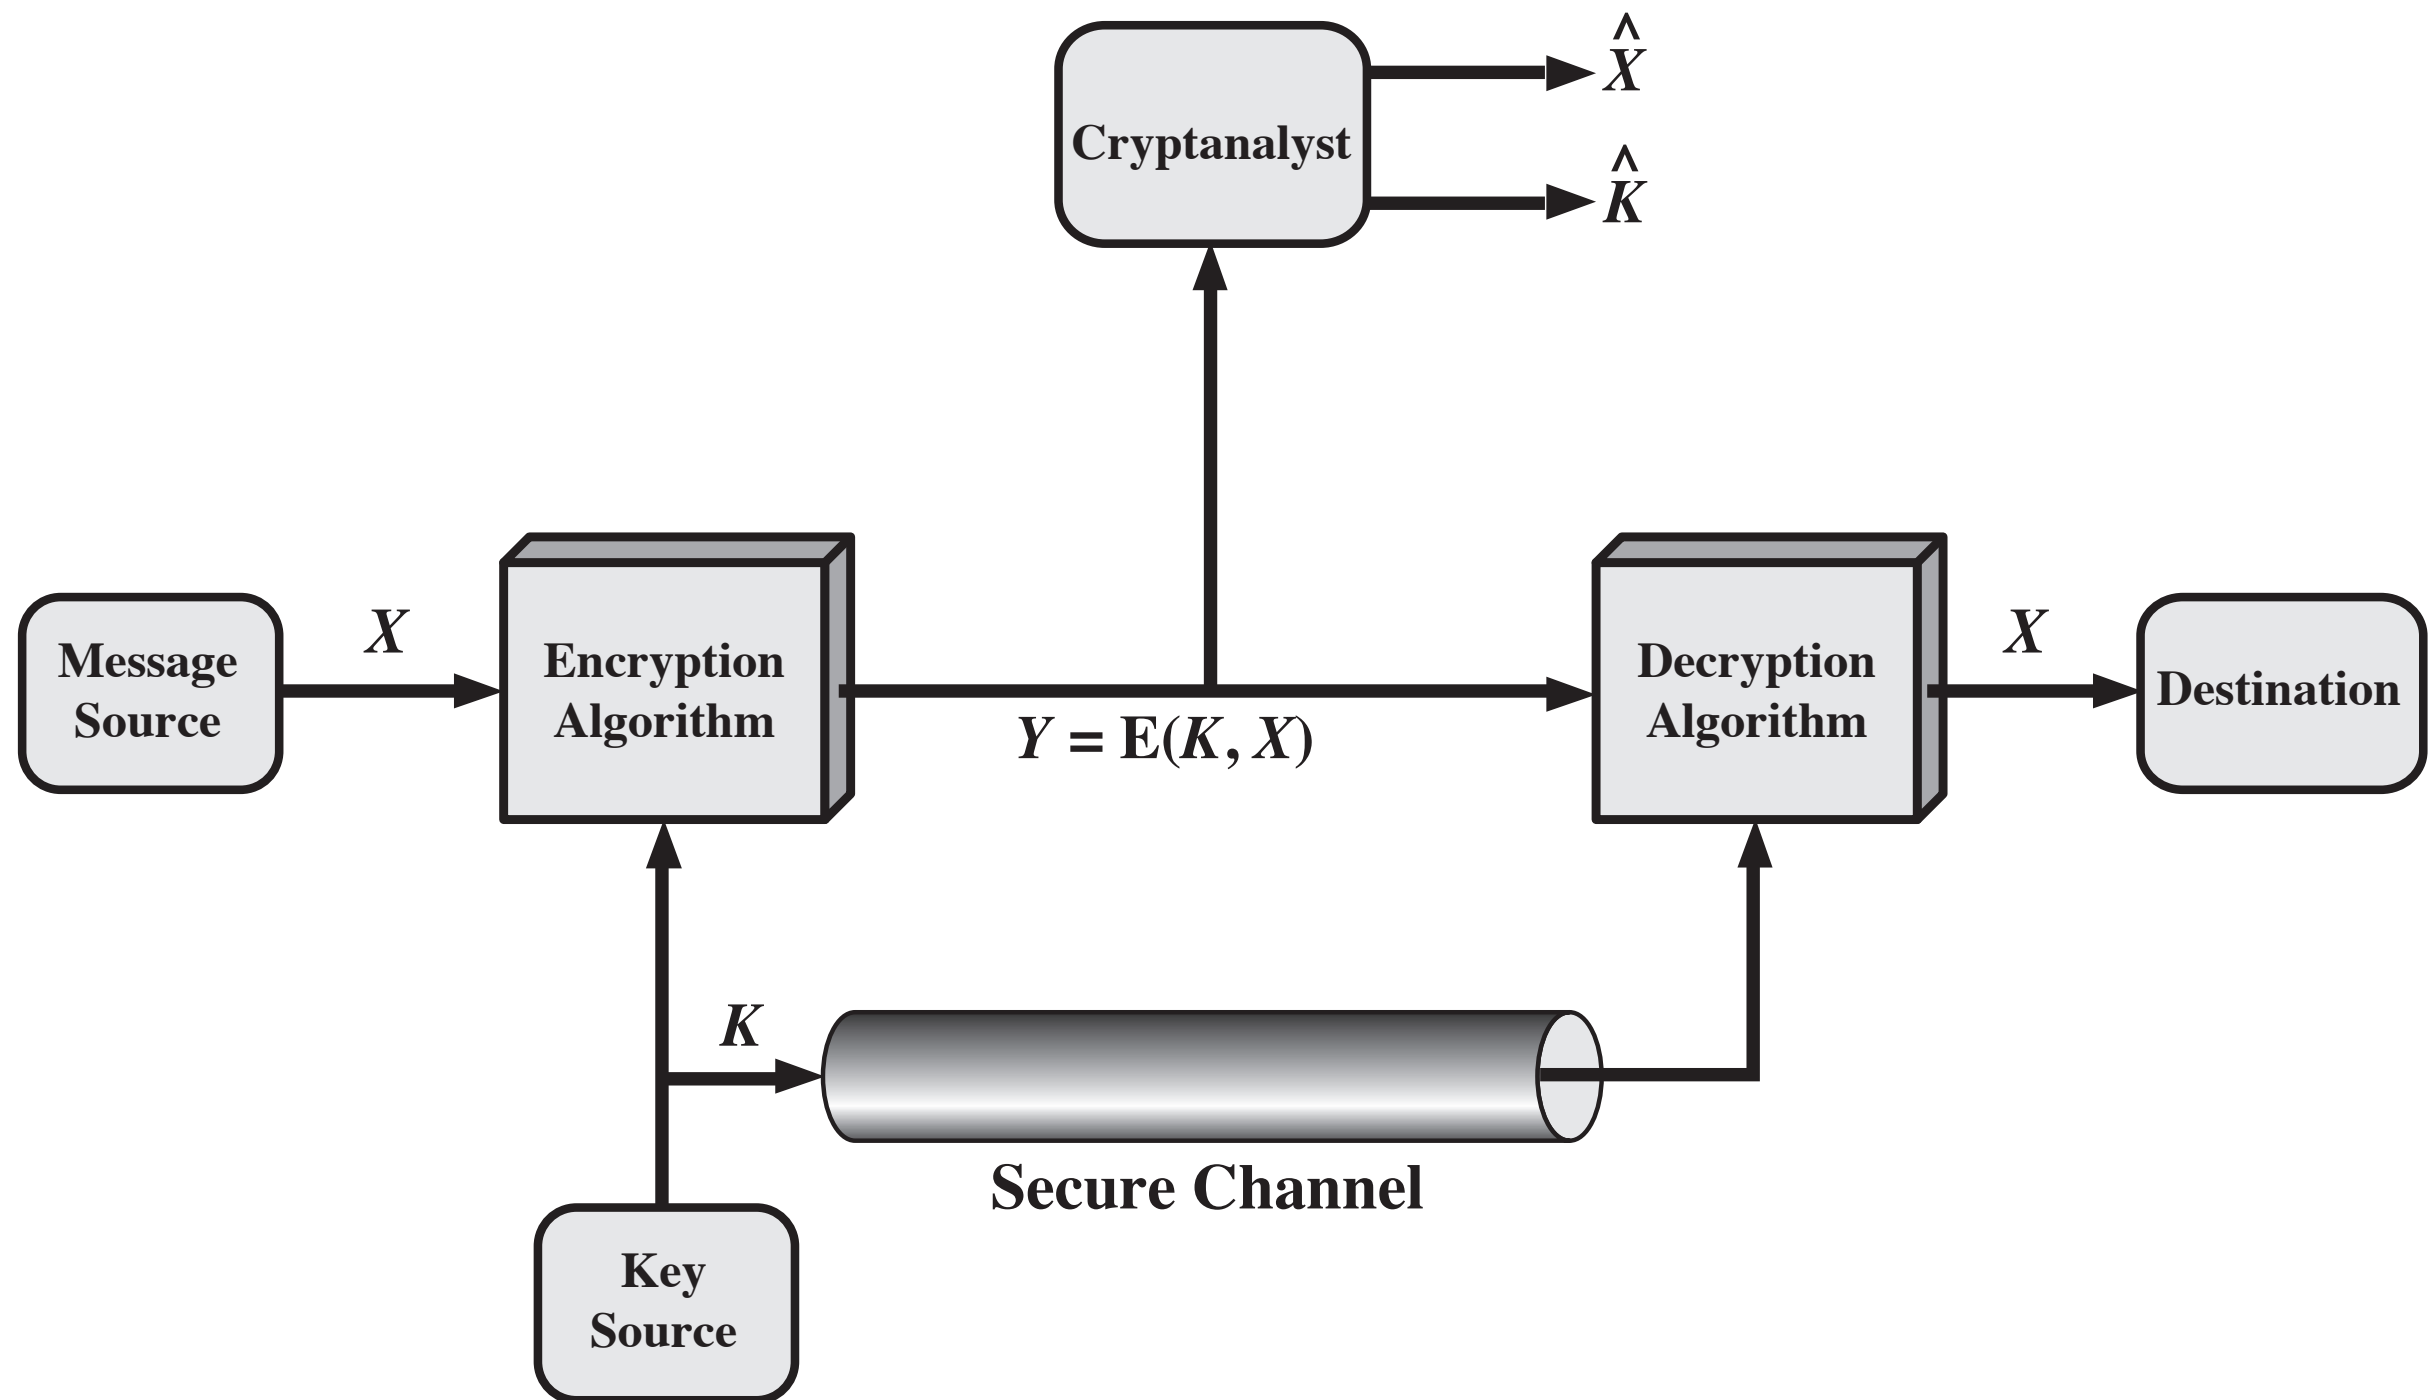 X̂
Cryptanalyst
K̂
Message
Source
X
Encryption
Algorithm
Y = E(K, X)
Decryption
Algorithm
X
Destination
K
Secure Channel
Key
Source